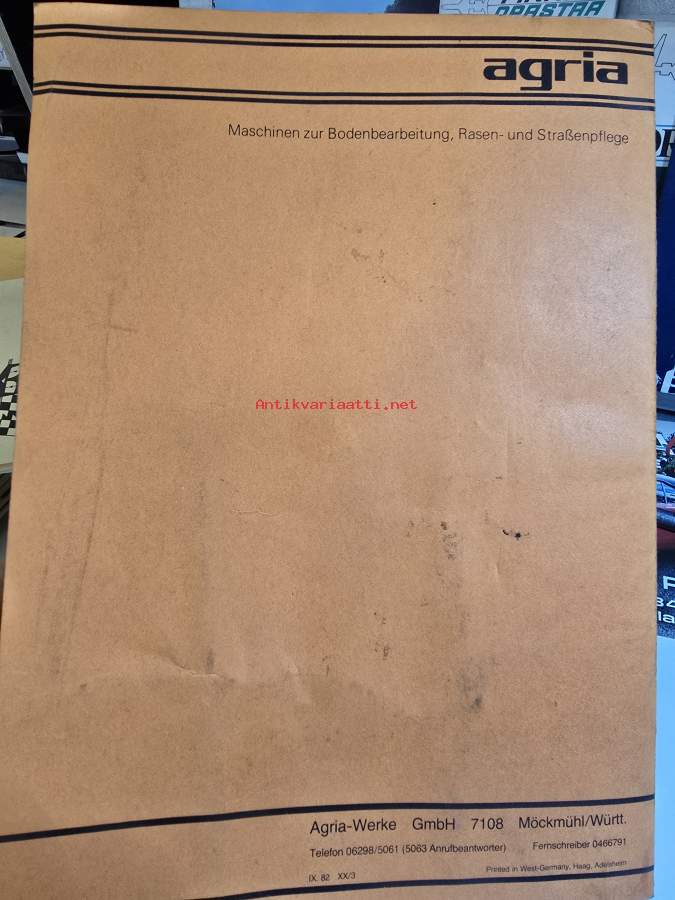 OPASTAA
agria
Maschinen zur Bodenbearbeitung, Rasen- und Straßenpflege
Antikvariaatti.net
Agria-Werke GmbH 7108 Möckmühl/Württ.
Telefon 06298/5061 (5063 Anrufbeantworter) Fernschreiber 0466791
Printed in West-Germany, Haag, Adelsheim
IX. 82 XX/3